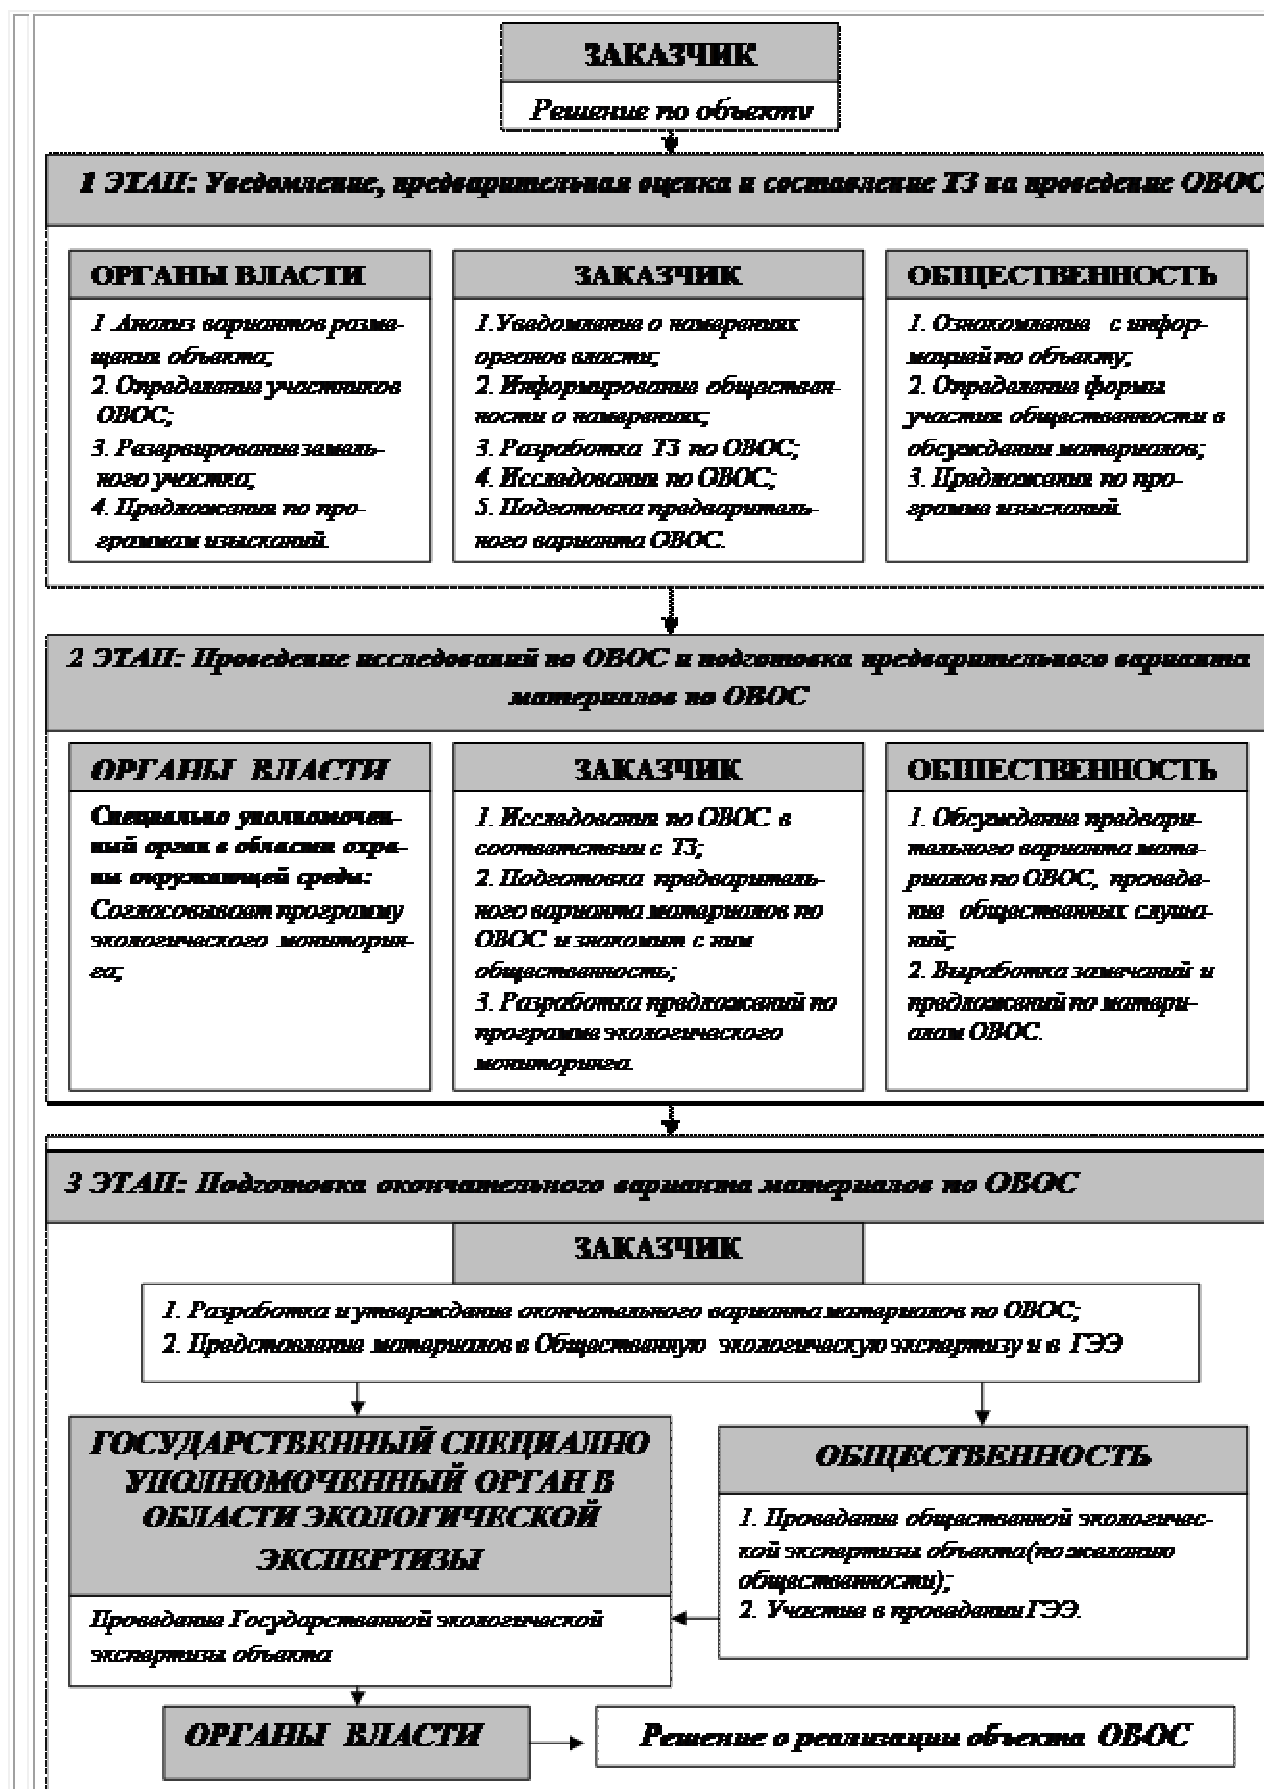 ЗАКАЗЧИК
Решение по объекту
1 ЭТАП: Уведомление, предварительная оценка и составление ТЗ на проведение ОВОС
ОРГАНЫ ВЛАСТИ
1. Анализ вариантов разме-
щения объекта;
2. Определение участников
ОВОС;
3. Резервирование земель-
ного участка;
4. Предложения по про-
граммам изысканий.
ЗАКАЗЧИК
1. Уведомление о намерениях
органов власти;
2. Информирование обществен-
ности о намерениях;
3. Разработка ТЗ по ОВОС;
4. Исследования по ОВОС;
5. Подготовка предваритель-
ного варианта ОВОС.
ОБЩЕСТВЕННОСТЬ
1. Ознакомление с инфор-
мацией по объекту;
2. Определение формы
участия общественности в
обсуждении материалов;
3. Предложения по про-
грамме изысканий.
2 ЭТАП: Проведение исследований по ОВОС и подготовка предварительного варианта
материалов по ОВОС
ОРГАНЫ ВЛАСТИ
Специально уполномочен-
ный орган в области охра-
ны окружающей среды:
Согласовывает программу
экологического мониторин-
га;
ЗАКАЗЧИК
1. Исследования по ОВОС в
соответствии с ТЗ;
2. Подготовка предваритель-
ного варианта материалов по
ОВОС и знакомит с ним
общественность;
3. Разработка предложений по
программе экологического
мониторинга.
ОБЩЕСТВЕННОСТЬ
1. Обсуждение предвари-
тельного варианта мате-
риалов по ОВОС, проведе-
ние общественных слуша-
ний;
2. Выработка замечаний и
предложений по матери-
алам ОВОС.
3 ЭТАП: Подготовка окончательного варианта материалов по ОВОС
ЗАКАЗЧИК
1. Разработка и утверждение окончательного варианта материалов по ОВОС;
2. Представление материалов в Общественную экологическую экспертизу и в ГЭЭ
ГОСУДАРСТВЕННЫЙ СПЕЦИАЛНО
УПОЛНОМОЧЕННЫЙ ОРГАН В
ОБЛАСТИ ЭКОЛОГИЧЕСКОЙ
ЭКСПЕРТИЗЫ
Проведение Государственной экологической
экспертизы объекта
ОБЩЕСТВЕННОСТЬ
1. Проведение общественной экологичес-
кой экспертизы объекта (по желанию
общественности);
2. Участие в проведении ГЭЭ.
ОРГАНЫ ВЛАСТИ
Решение о реализации объекта ОВОС